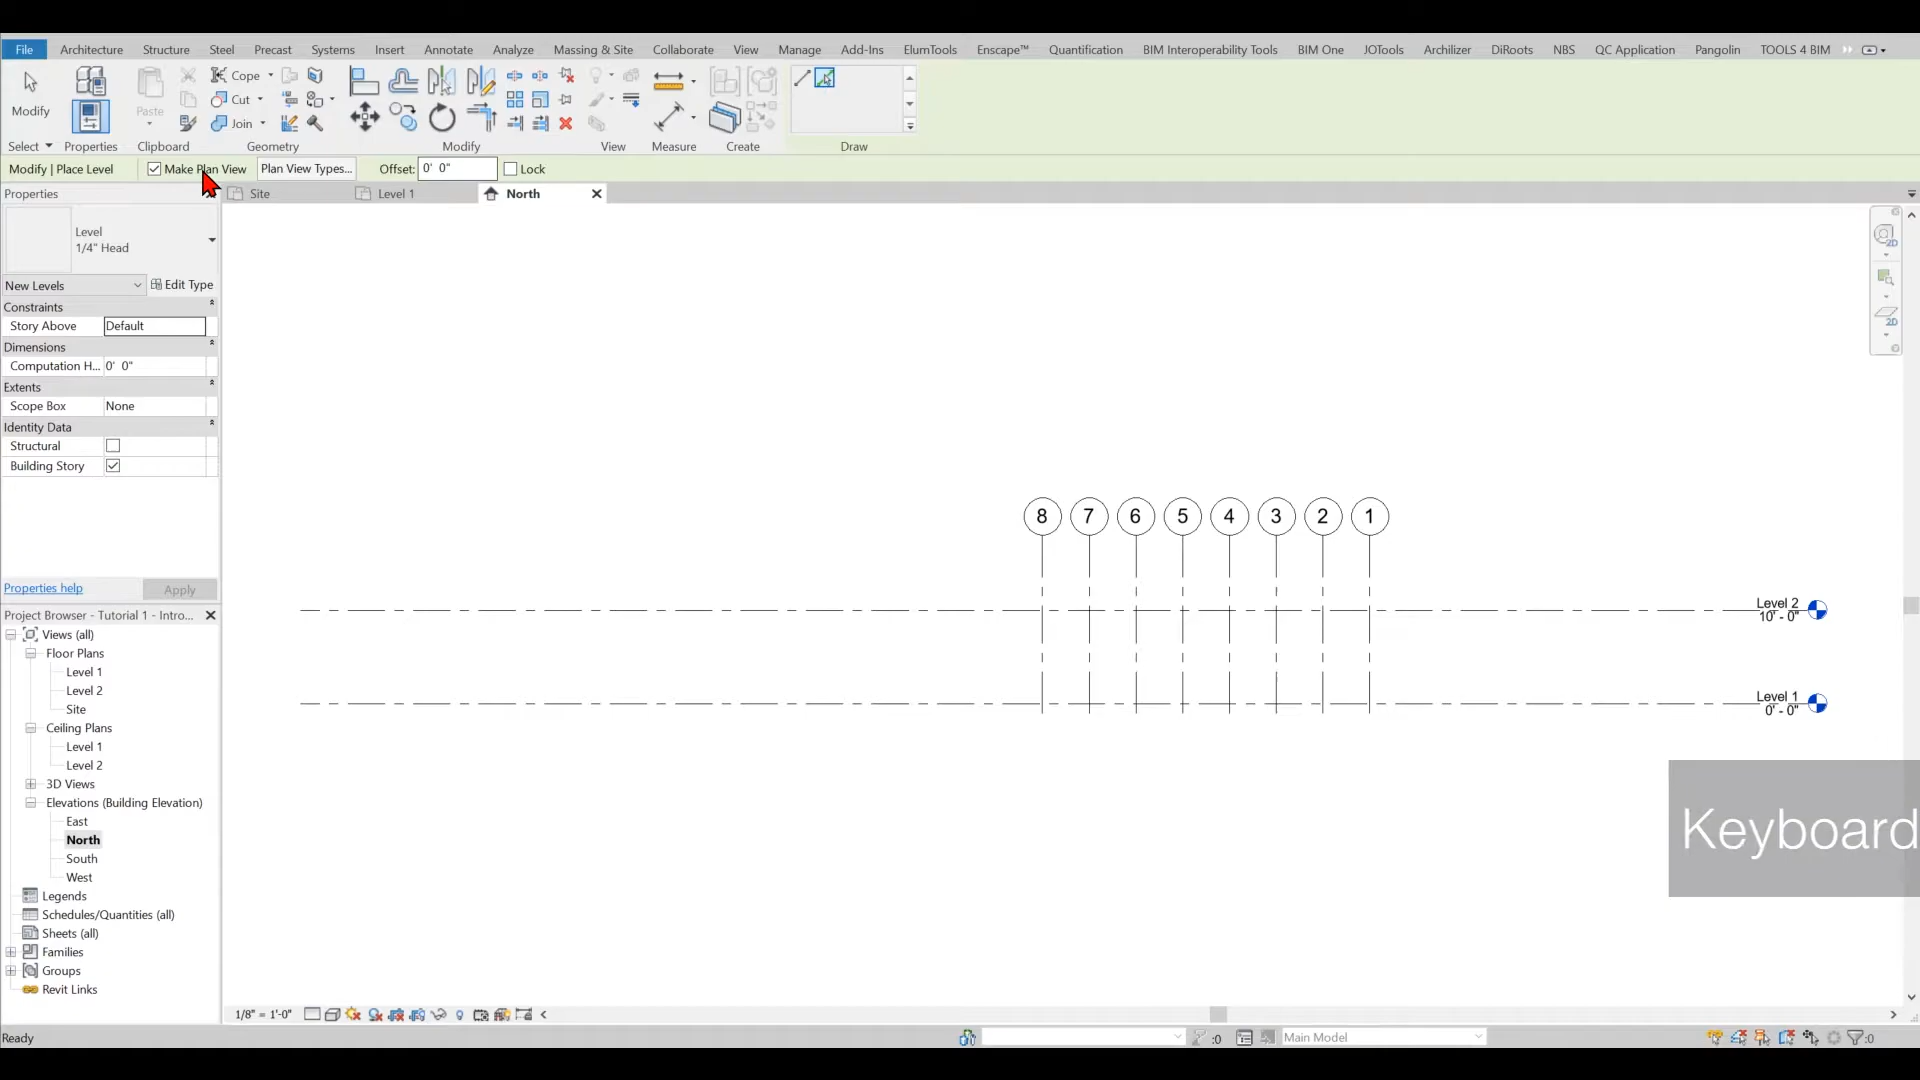 File Architecture Structure Steel Precast Systems Insert Annotate Analyze Massing & Site Collaborate View Manage Add-Ins ElumTools Enscape™ Quantification BIM Interoperability Tools BIM One JOTools Archilizer DiRoots NBS QC Application Pangolin TOOLS 4 BIM
Cope
Cut
Join
Modify
Paste
Select Properties Clipboard Geometry Modify View Measure Create Draw
Modify | Place Level Make Plan View Plan View Types... Offset: 0' 0" Lock
Properties
Site Level 1 North
Level
1/4" Head
New Levels Edit Type
Constraints
Story Above Default
Dimensions
Computation H... 0' 0"
Extents
Scope Box None
Identity Data
Structural
Building Story
Properties help Apply
Project Browser - Tutorial 1 - Intro...
Views (all)
Floor Plans
Level 1
Level 2
Site
Ceiling Plans
Level 1
Level 2
3D Views
Elevations (Building Elevation)
East
North
South
West
Legends
Schedules/Quantities (all)
Sheets (all)
Families
Groups
Revit Links
8 7 6 5 4 3 2 1
Level 2
10' - 0"
Level 1
0' - 0"
2D
2D
Keyboard
1/8" = 1'-0"
Ready :0 Main Model :0